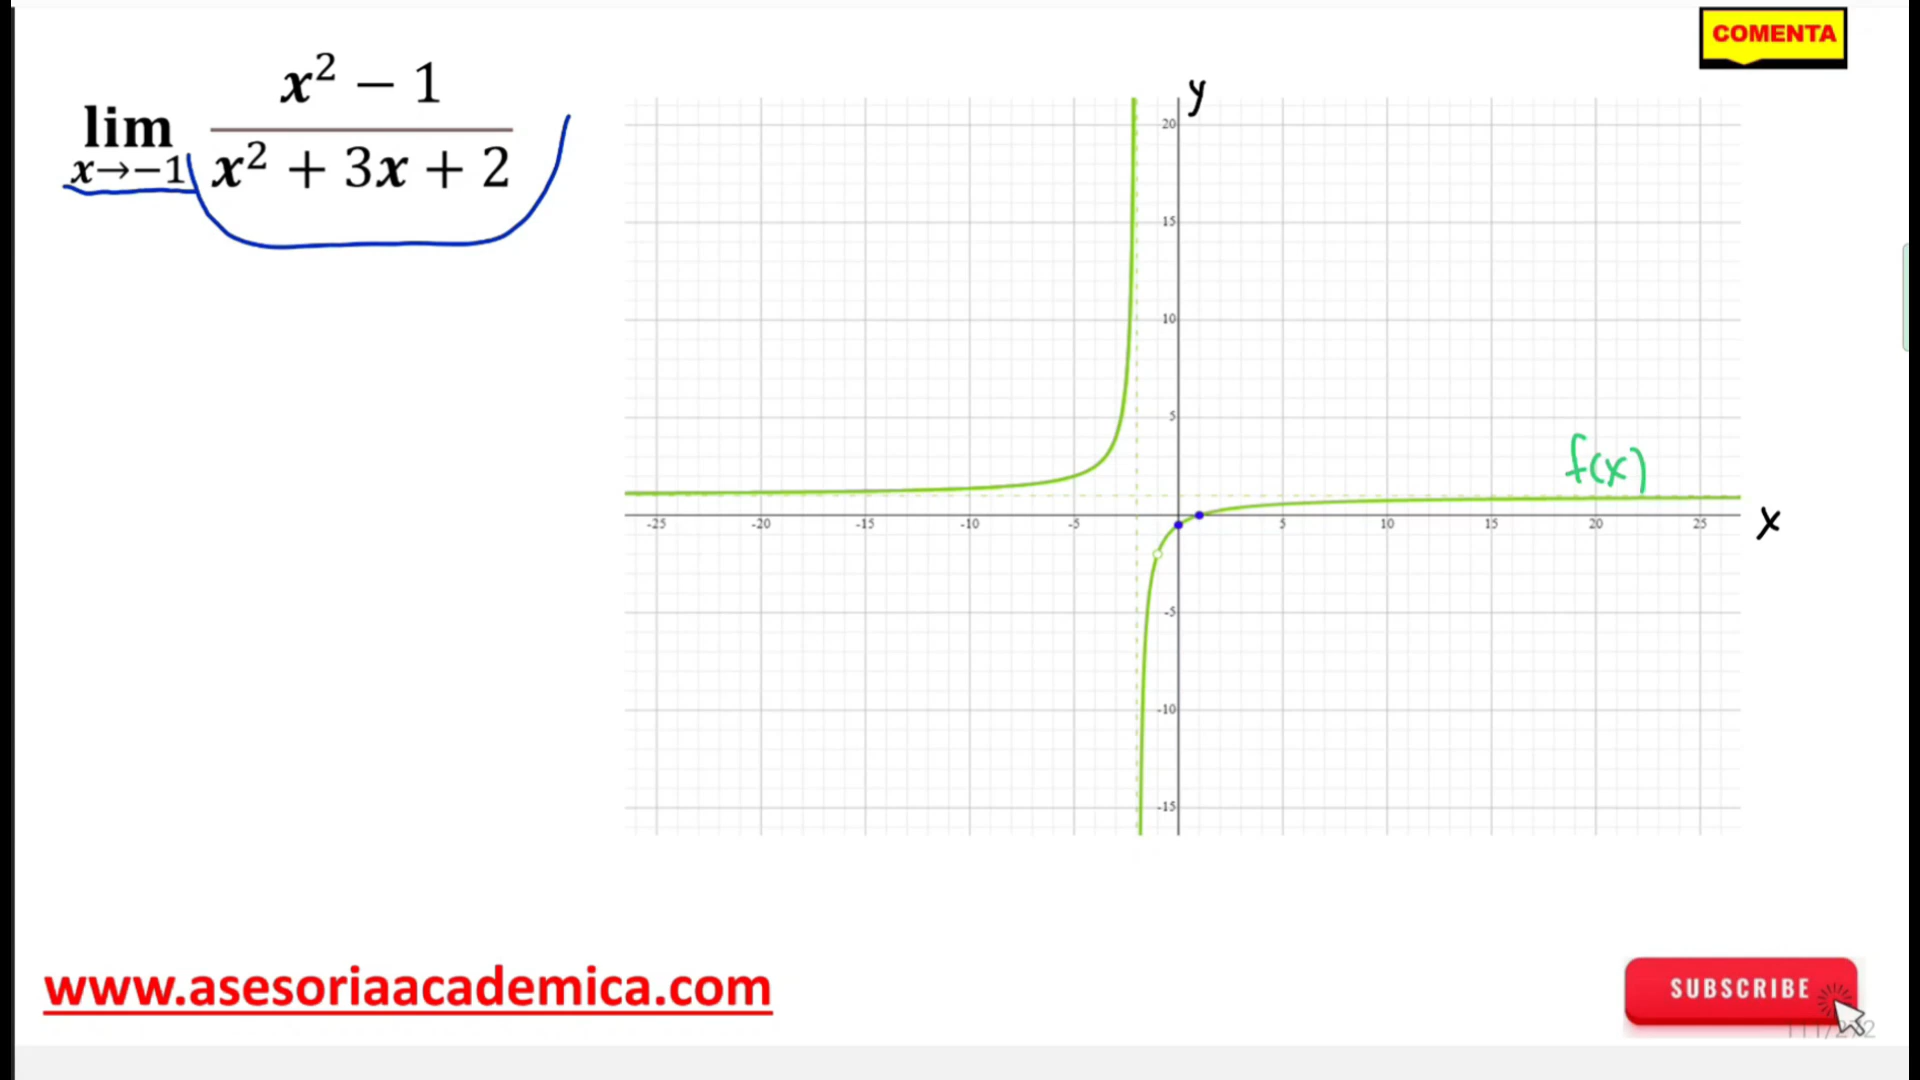 COMENTA
lim x→−1 x² − 1 / x² + 3x + 2
y
20
15
10
5
f(x)
-25 -20 -15 -10 -5 5 10 15 20 25
x
-5
-10
-15
www.asesoriaacademica.com
SUBSCRIBE